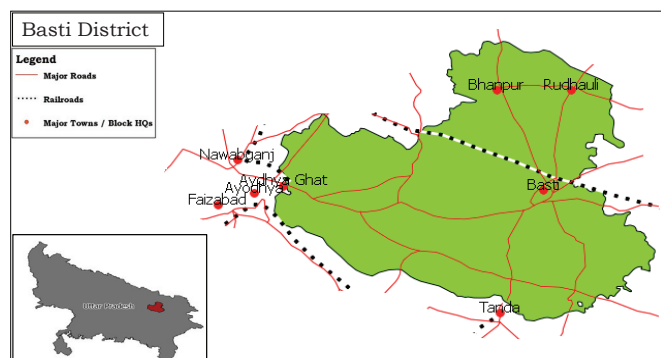 Basti District
Legend
Major Roads
Railroads
Major Towns / Block HQs
Bhanpur
Rudhauli
Nawabganj
Aydhya Ghat
Ayodhya
Faizabad
Basti
Tanda
Uttar Pradesh